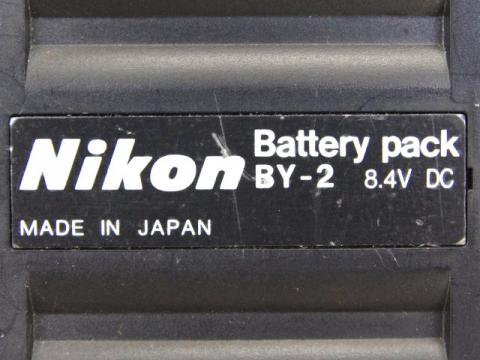 Nikon Battery pack
BY-2 8.4V DC
MADE IN JAPAN